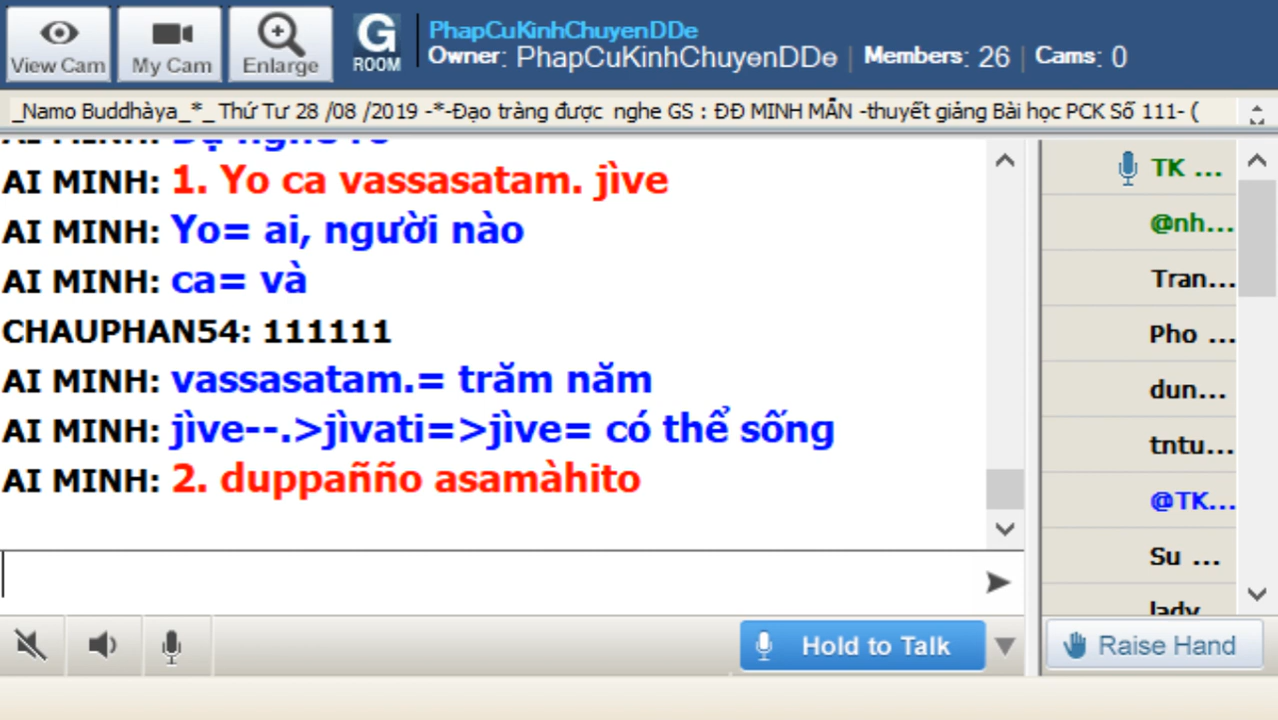 View Cam
My Cam
Enlarge
G
ROOM
PhapCuKinhChuyenDDe
Owner: PhapCuKinhChuyenDDe | Members: 26 | Cams: 0
_Namo Buddhàya_*_ Thứ Tư 28 /08 /2019 -*-Đạo tràng được nghe GS : ĐĐ MINH MẪN -thuyết giảng Bài học PCK Số 111- (
AI MINH: 1. Yo ca vassasatam. jìve
AI MINH: Yo= ai, người nào
AI MINH: ca= và
CHAUPHAN54: 111111
AI MINH: vassasatam.= trăm năm
AI MINH: jìve--.>jìvati=>jìve= có thể sống
AI MINH: 2. duppañño asamàhito
TK ...
@nh...
Tran...
Pho ...
dun...
tntu...
@TK...
Su ...
lady
Hold to Talk
Raise Hand